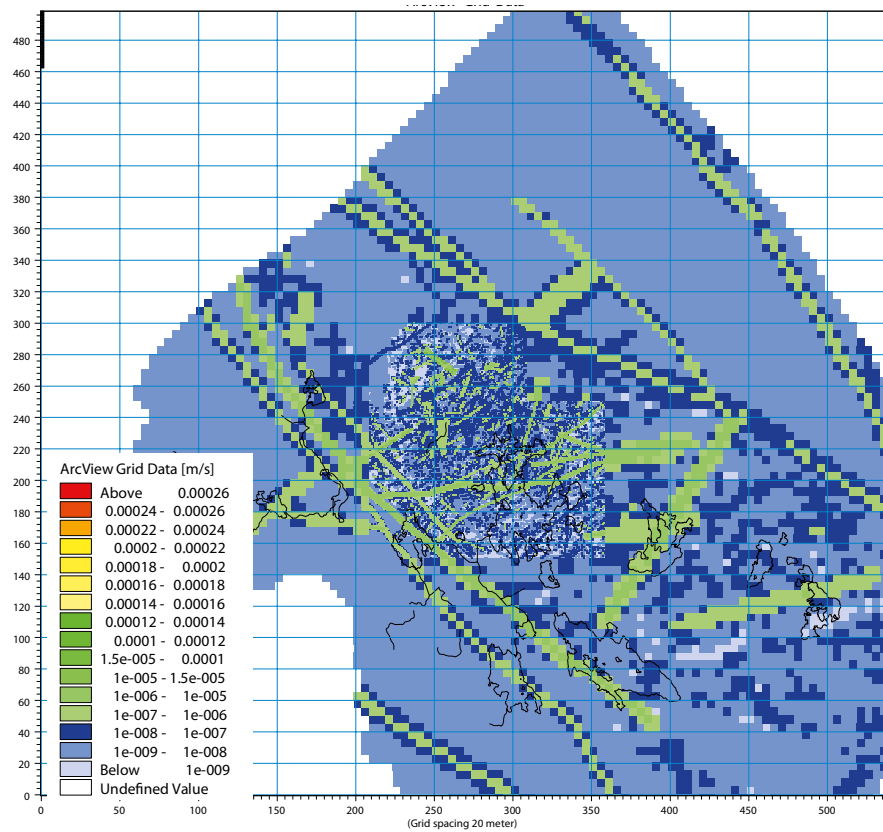 480
460
440
420
400
380
360
340
320
300
280
260
240
220
200
180
160
140
120
100
80
60
40
20
0
ArcView Grid Data [m/s]
Above 0.00026
0.00024 - 0.00026
0.00022 - 0.00024
0.0002 - 0.00022
0.00018 - 0.0002
0.00016 - 0.00018
0.00014 - 0.00016
0.00012 - 0.00014
0.0001 - 0.00012
1.5e-005 - 0.0001
1e-005 - 1.5e-005
1e-006 - 1e-005
1e-007 - 1e-006
1e-008 - 1e-007
1e-009 - 1e-008
Below 1e-009
Undefined Value
0 50 100 150 200 250 300 350 400 450 500
(Grid spacing 20 meter)